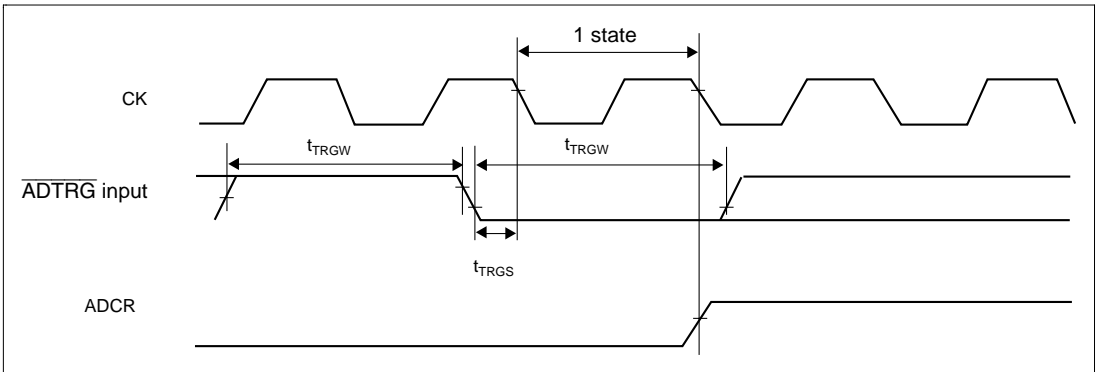 1 state
CK
tTRGW tTRGW
ADTRG input
tTRGS
ADCR